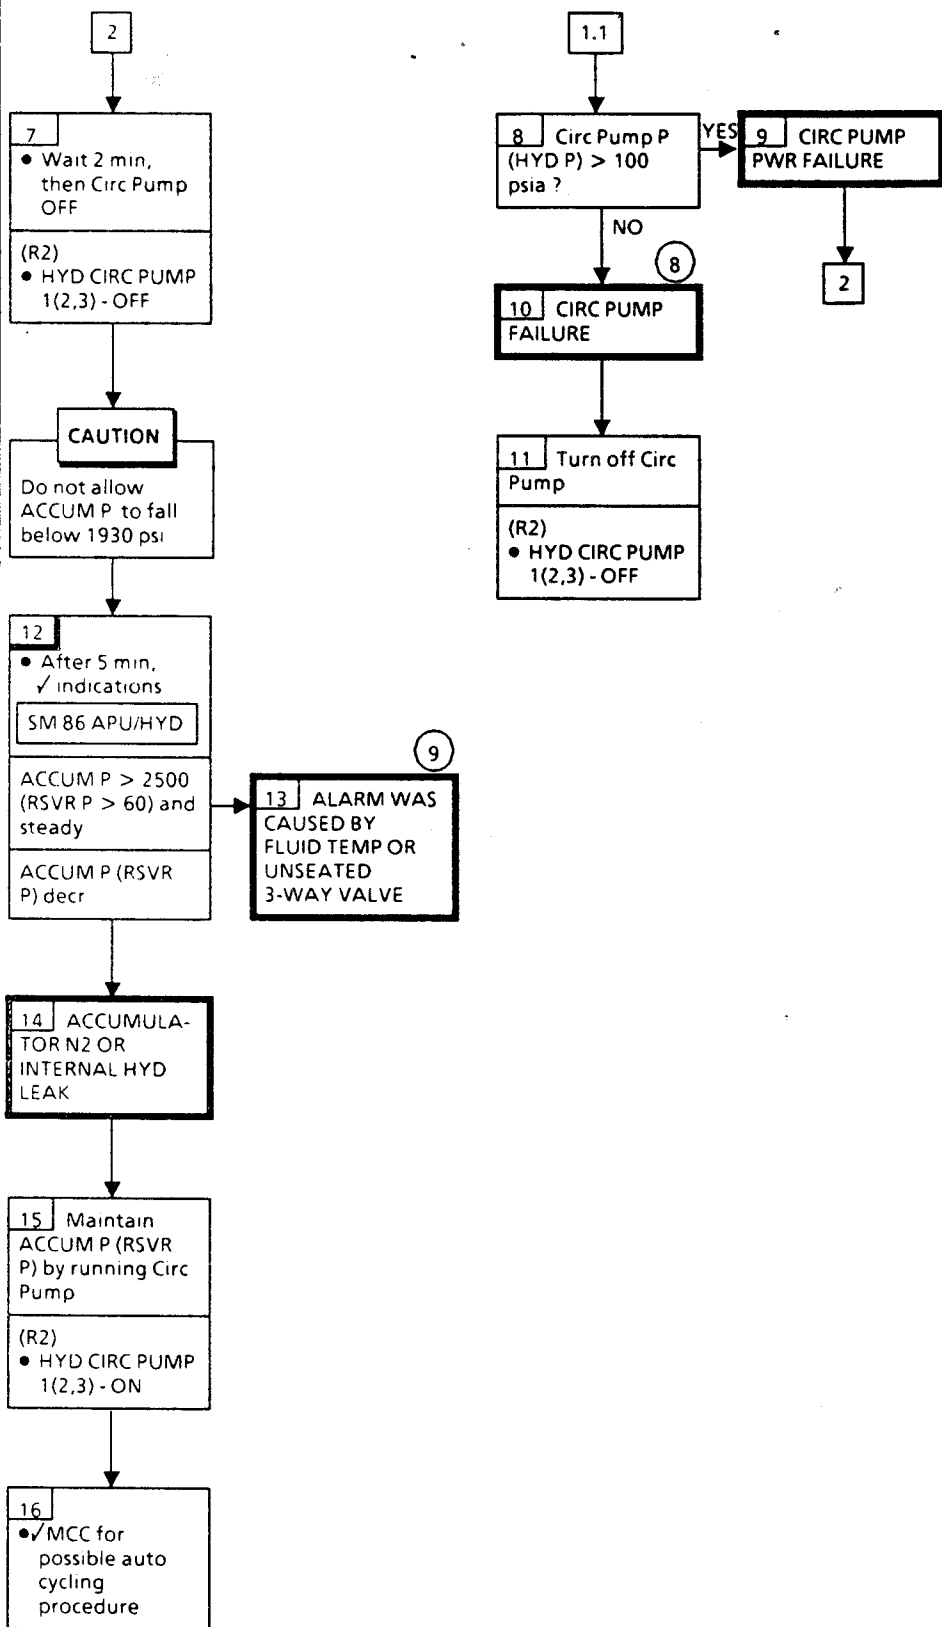 2
7
● Wait 2 min,
then Circ Pump
OFF
(R2)
● HYD CIRC PUMP
1(2,3) - OFF
CAUTION
Do not allow
ACCUM P to fall
below 1930 psi
12
● After 5 min,
✓ indications
SM 86 APU/HYD
ACCUM P > 2500
(RSVR P > 60) and
steady
ACCUM P (RSVR
P) decr
9
13 ALARM WAS
CAUSED BY
FLUID TEMP OR
UNSEATED
3-WAY VALVE
14 ACCUMULA-
TOR N2 OR
INTERNAL HYD
LEAK
15 Maintain
ACCUM P (RSVR
P) by running Circ
Pump
(R2)
● HYD CIRC PUMP
1(2,3) - ON
16
●✓MCC for
possible auto
cycling
procedure
1.1
8 Circ Pump P
(HYD P) > 100
psia ?
YES
9 CIRC PUMP
PWR FAILURE
2
NO
8
10 CIRC PUMP
FAILURE
11 Turn off Circ
Pump
(R2)
● HYD CIRC PUMP
1(2,3) - OFF